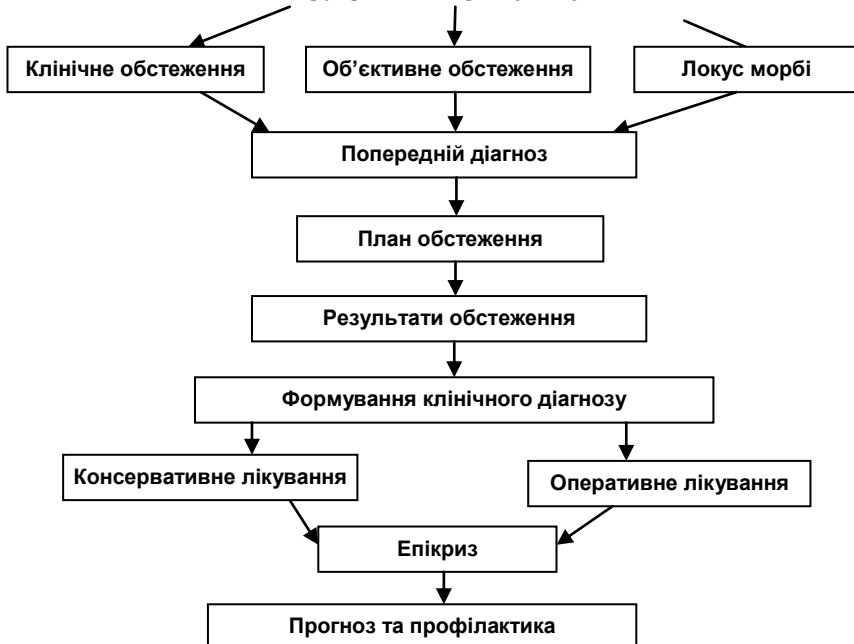 Клінічне обстеження
Об’єктивне обстеження
Локус морбі
Попередній діагноз
План обстеження
Результати обстеження
Формування клінічного діагнозу
Консервативне лікування
Оперативне лікування
Епікриз
Прогноз та профілактика